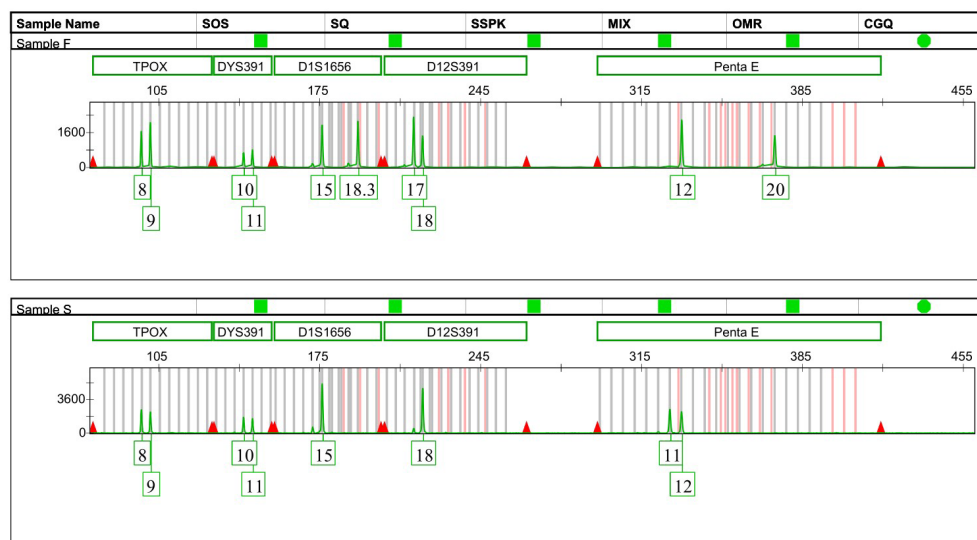 Sample Name SOS SQ SSPK MIX OMR CGQ
Sample F
TPOX DYS391 D1S1656 D12S391 Penta E
105 175 245 315 385 455
1600
0
8 10 15 18.3 17 12 20
9 11 18
Sample S
TPOX DYS391 D1S1656 D12S391 Penta E
105 175 245 315 385 455
3600
0
8 10 15 18 11
9 11 12